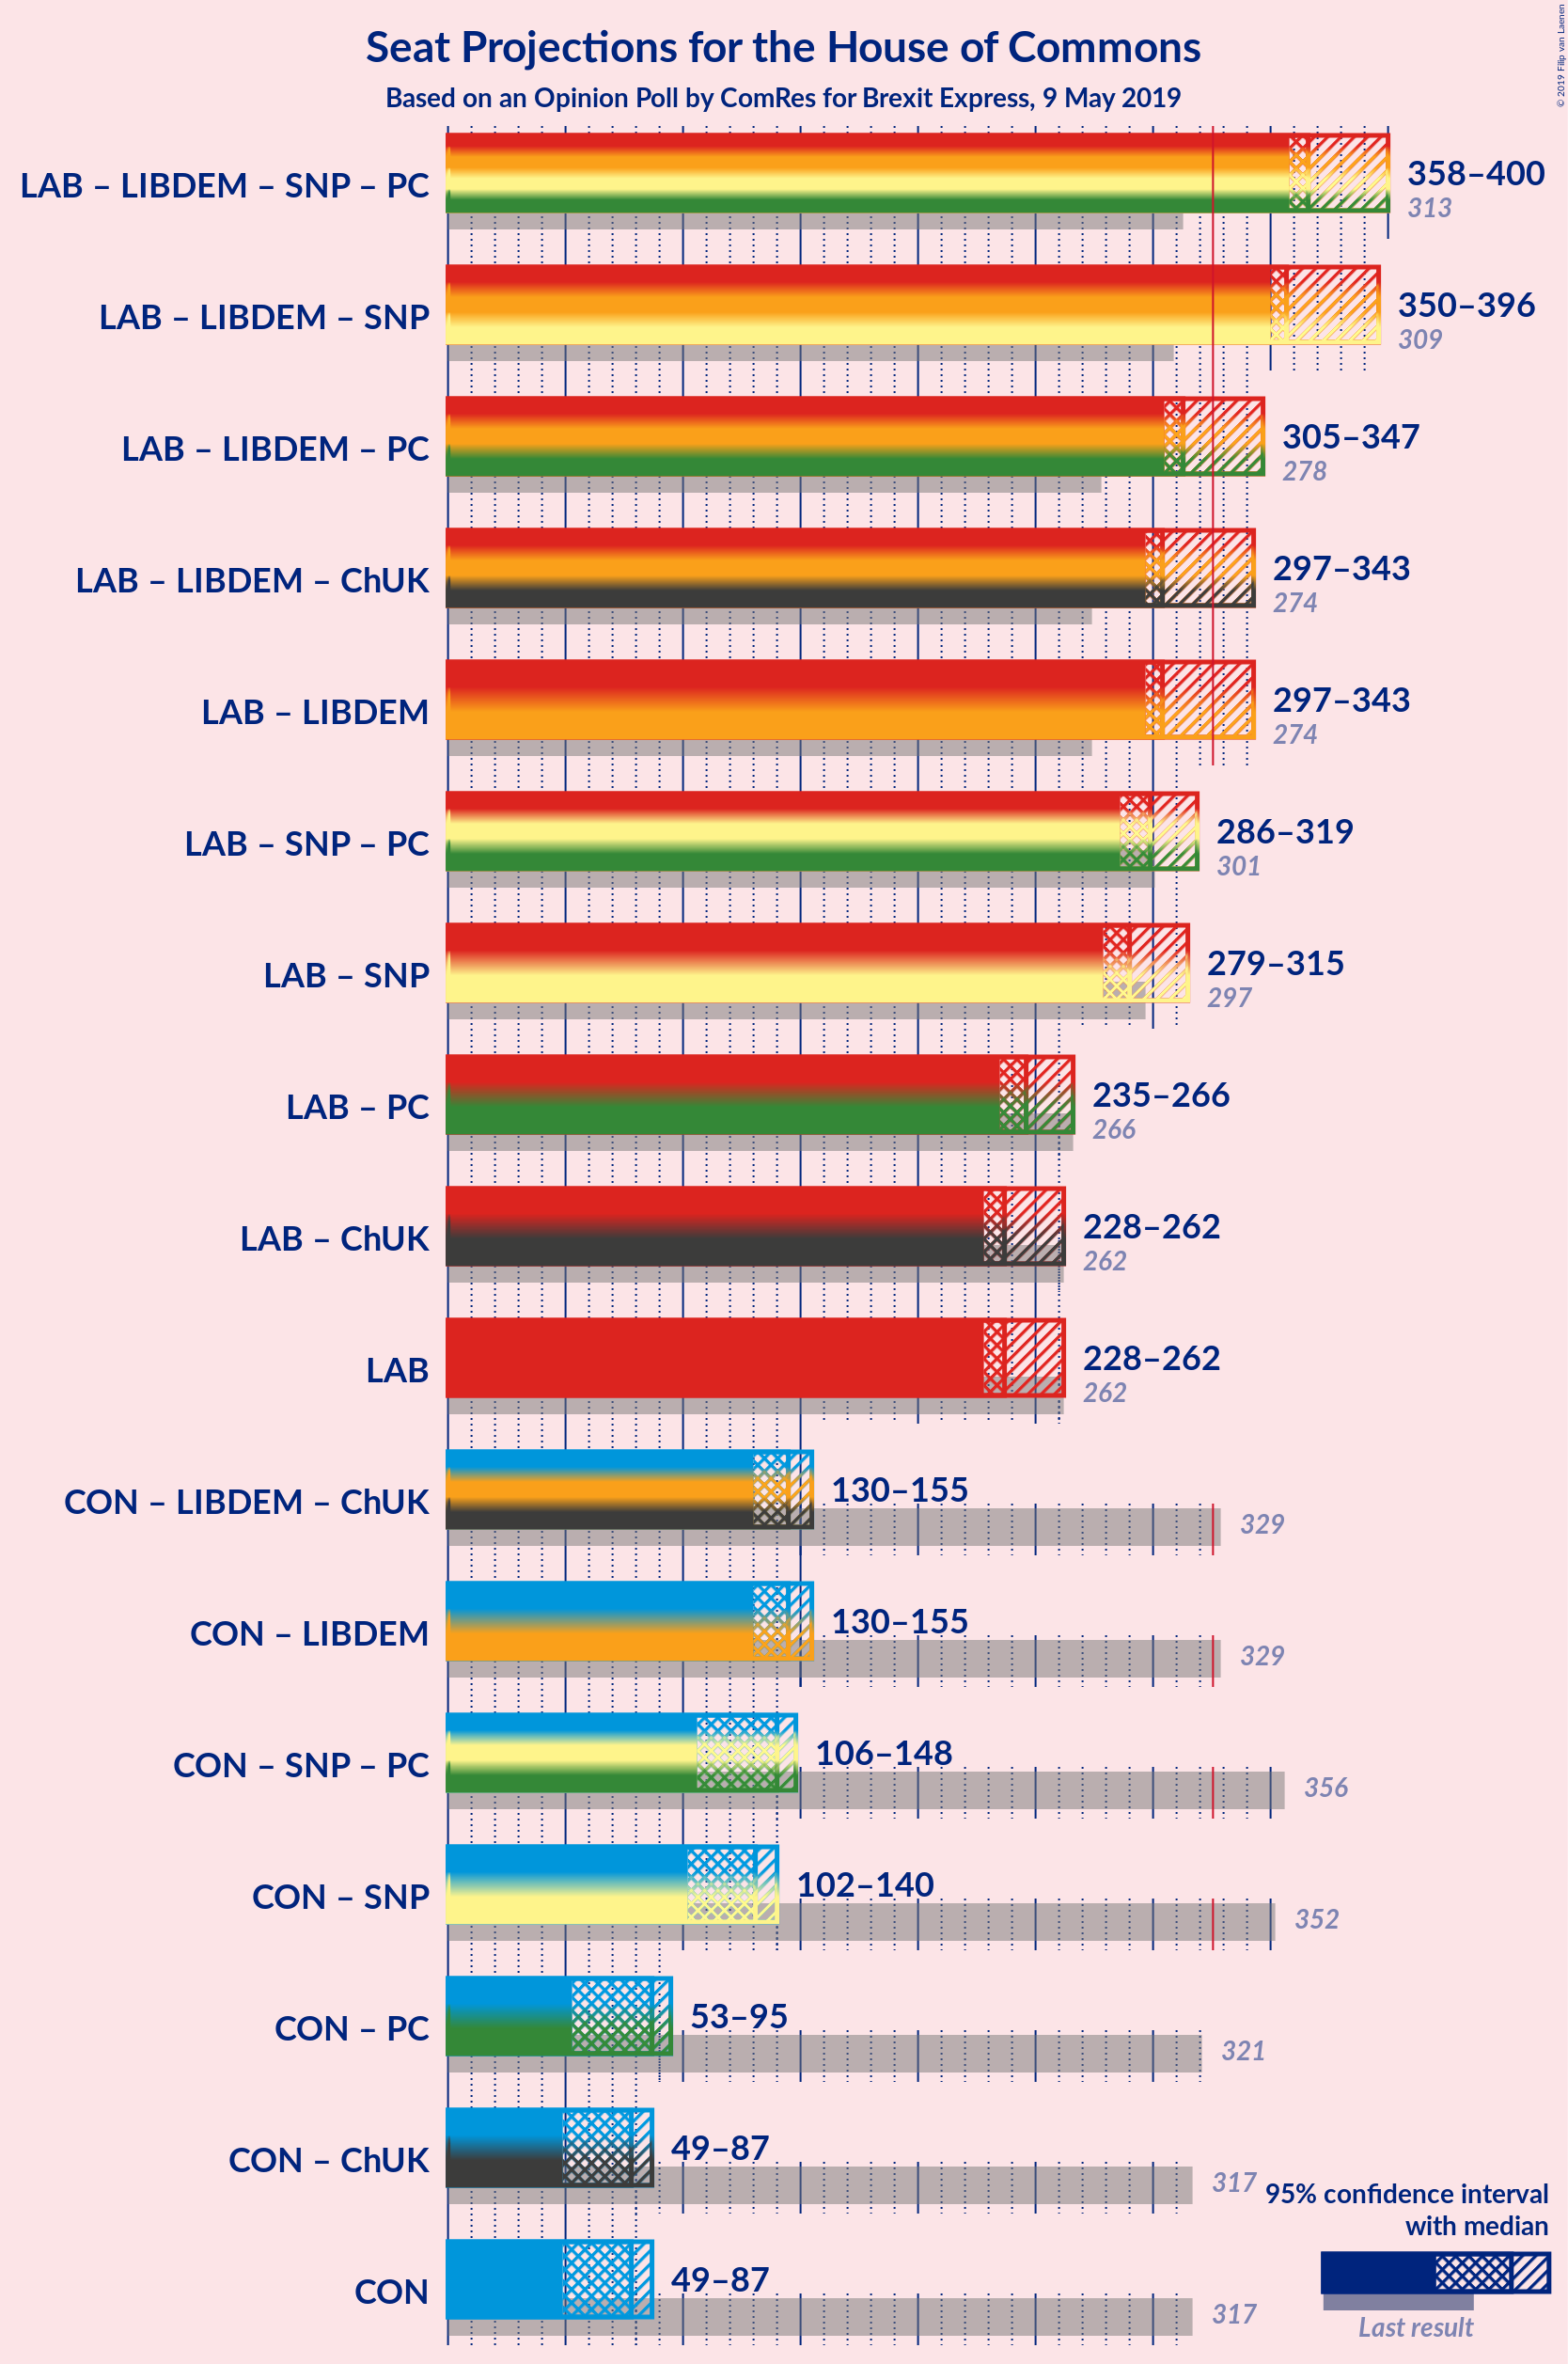 Seat Projections for the House of Commons
Based on an Opinion Poll by ComRes for Brexit Express, 9 May 2019
© 2019 Filip van Laenen
LAB – LIBDEM – SNP – PC
358–400
313
LAB – LIBDEM – SNP
350–396
309
LAB – LIBDEM – PC
305–347
278
LAB – LIBDEM – ChUK
297–343
274
LAB – LIBDEM
297–343
274
LAB – SNP – PC
286–319
301
LAB – SNP
279–315
297
LAB – PC
235–266
266
LAB – ChUK
228–262
262
LAB
228–262
262
CON – LIBDEM – ChUK
130–155
329
CON – LIBDEM
130–155
329
CON – SNP – PC
106–148
356
CON – SNP
102–140
352
CON – PC
53–95
321
CON – ChUK
49–87
317
CON
49–87
317
95% confidence interval
with median
Last result